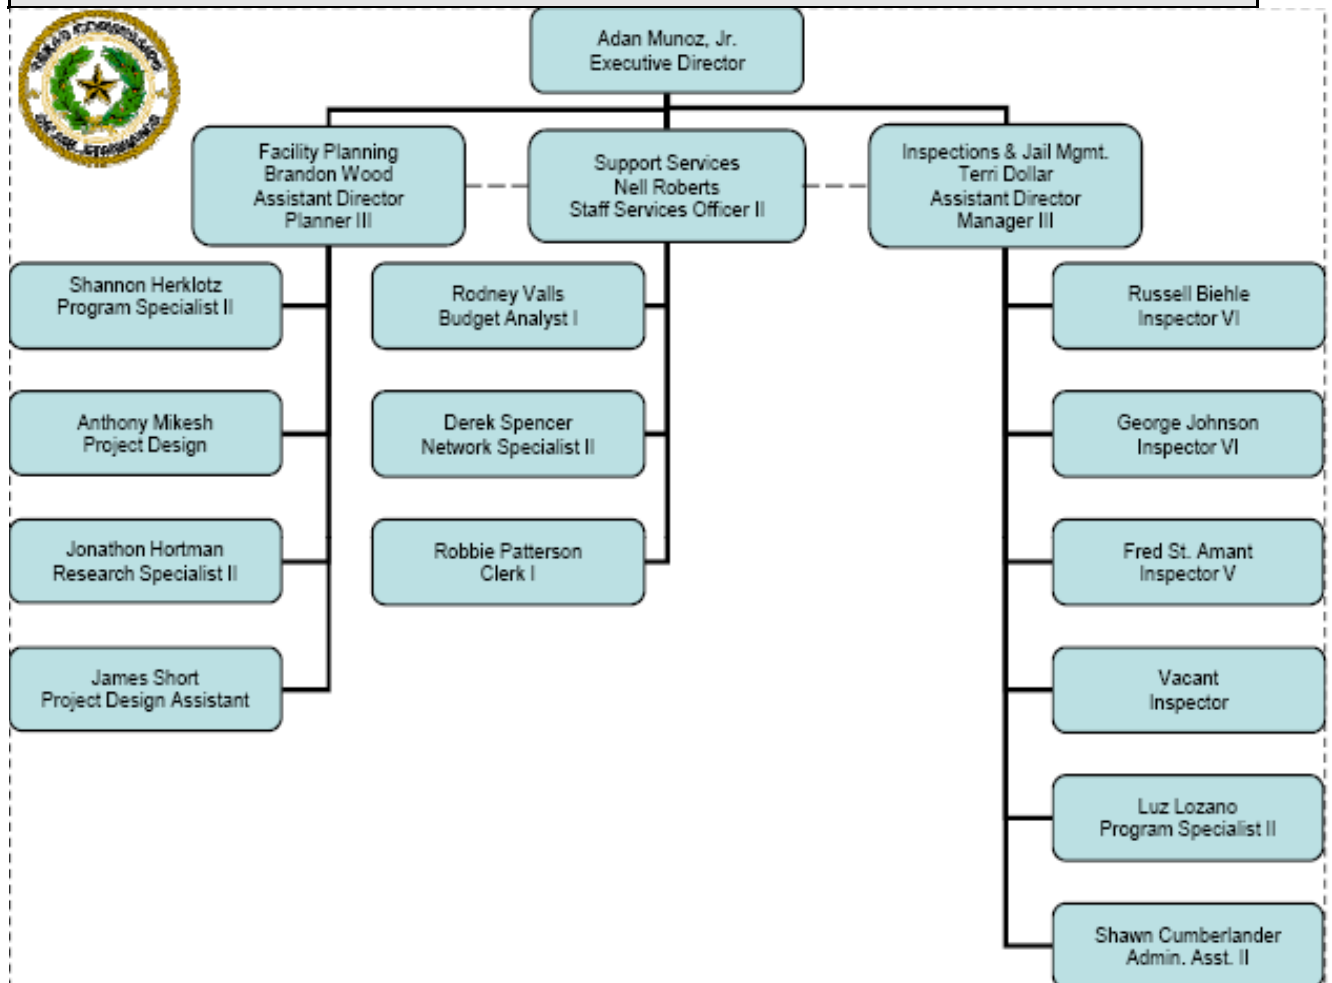 Adan Munoz, Jr.
Executive Director
Facility Planning
Brandon Wood
Assistant Director
Planner III
Support Services
Nell Roberts
Staff Services Officer II
Inspections & Jail Mgmt.
Terri Dollar
Assistant Director
Manager III
Shannon Herklotz
Program Specialist II
Anthony Mikesh
Project Design
Jonathon Hortman
Research Specialist II
James Short
Project Design Assistant
Rodney Valls
Budget Analyst I
Derek Spencer
Network Specialist II
Robbie Patterson
Clerk I
Russell Biehle
Inspector VI
George Johnson
Inspector VI
Fred St. Amant
Inspector V
Vacant
Inspector
Luz Lozano
Program Specialist II
Shawn Cumberlander
Admin. Asst. II